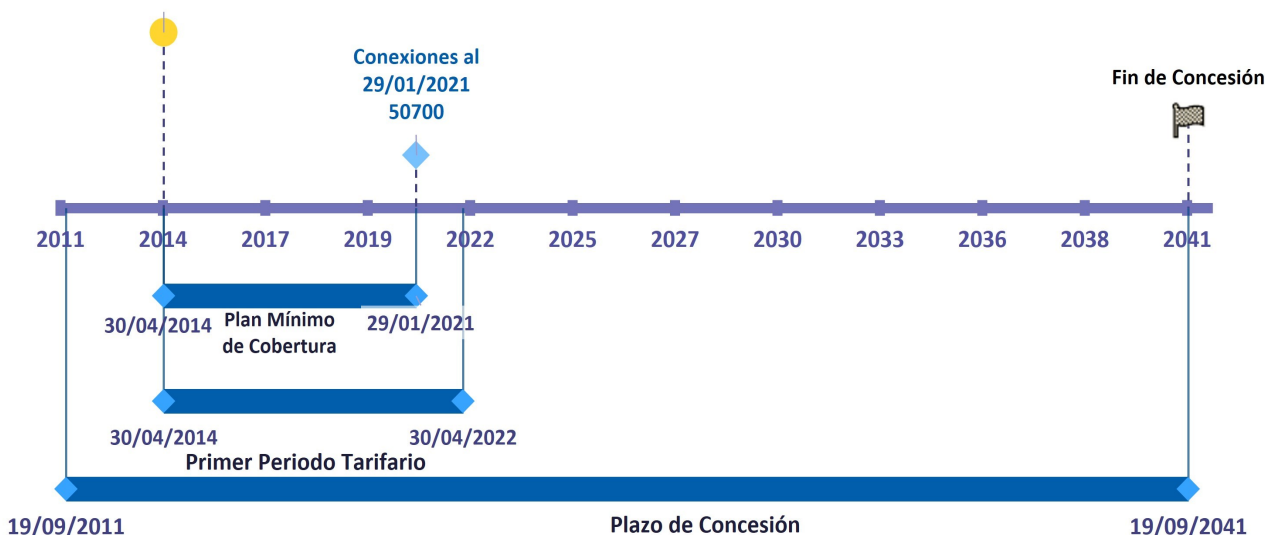 Conexiones al
29/01/2021
50700
Fin de Concesión
2011 2014 2017 2019 2022 2025 2027 2030 2033 2036 2038 2041
30/04/2014 Plan Mínimo 29/01/2021
de Cobertura
30/04/2014 30/04/2022
Primer Periodo Tarifario
19/09/2011 Plazo de Concesión 19/09/2041